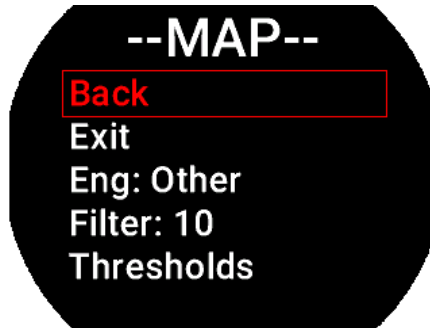 --MAP--
Back
Exit
Eng: Other
Filter: 10
Thresholds